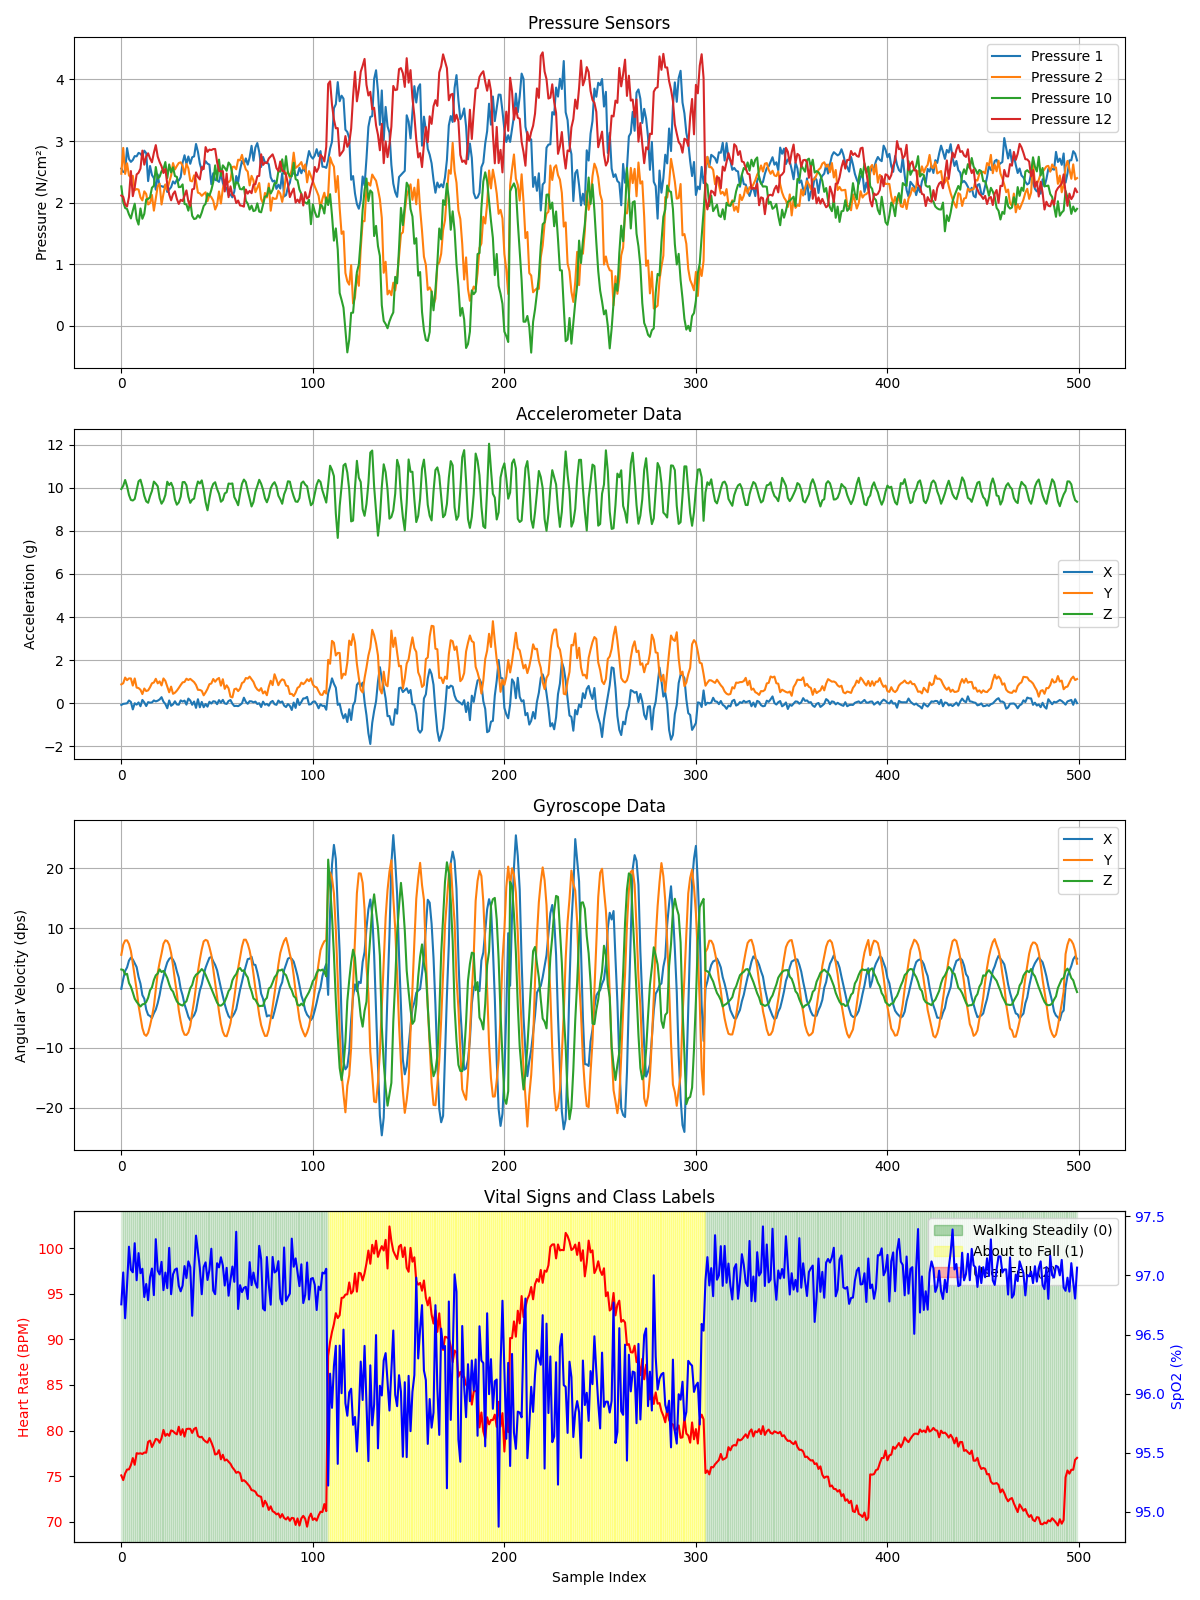 Pressure Sensors
Pressure (N/cm²)
4
3
2
1
0
Pressure 1
Pressure 2
Pressure 10
Pressure 12
0 100 200 300 400 500
Accelerometer Data
Acceleration (g)
12
10
8
6
4
2
0
−2
X
Y
Z
0 100 200 300 400 500
Gyroscope Data
Angular Velocity (dps)
20
10
0
−10
−20
X
Y
Z
0 100 200 300 400 500
Vital Signs and Class Labels
Heart Rate (BPM)
100
95
90
85
80
75
70
Walking Steadily (0)
About to Fall (1)
97.5
97.0
96.5
96.0
95.5
95.0
SpO2 (%)
0 100 200 300 400 500
Sample Index